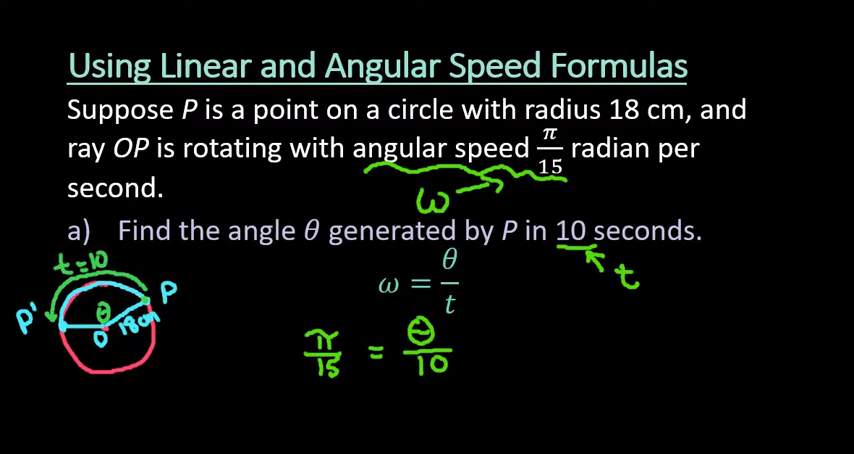 Using Linear and Angular Speed Formulas
Suppose P is a point on a circle with radius 18 cm, and
ray OP is rotating with angular speed π/15 radian per
second.
ω
a) Find the angle θ generated by P in 10 seconds.
t
ω = θ/t
t=10
P
P'
θ
18cm
O
π/15 = θ/10